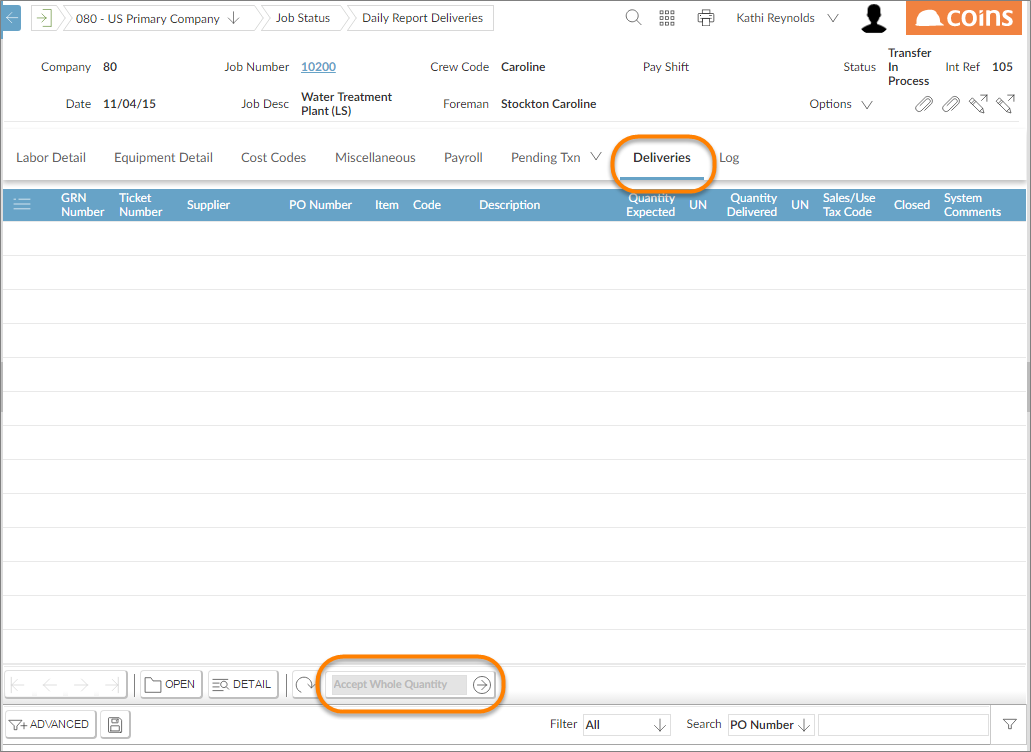 080 - US Primary Company Job Status Daily Report Deliveries Kathi Reynolds coins
Company 80 Job Number 10200 Crew Code Caroline Pay Shift Status Transfer In Process Int Ref 105
Date 11/04/15 Job Desc Water Treatment Plant (LS) Foreman Stockton Caroline Options
Labor Detail Equipment Detail Cost Codes Miscellaneous Payroll Pending Txn Deliveries Log
GRN Number Ticket Number Supplier PO Number Item Code Description Quantity Expected UN Quantity Delivered UN Sales/Use Tax Code Closed System Comments
OPEN DETAIL Accept Whole Quantity
ADVANCED Filter All Search PO Number